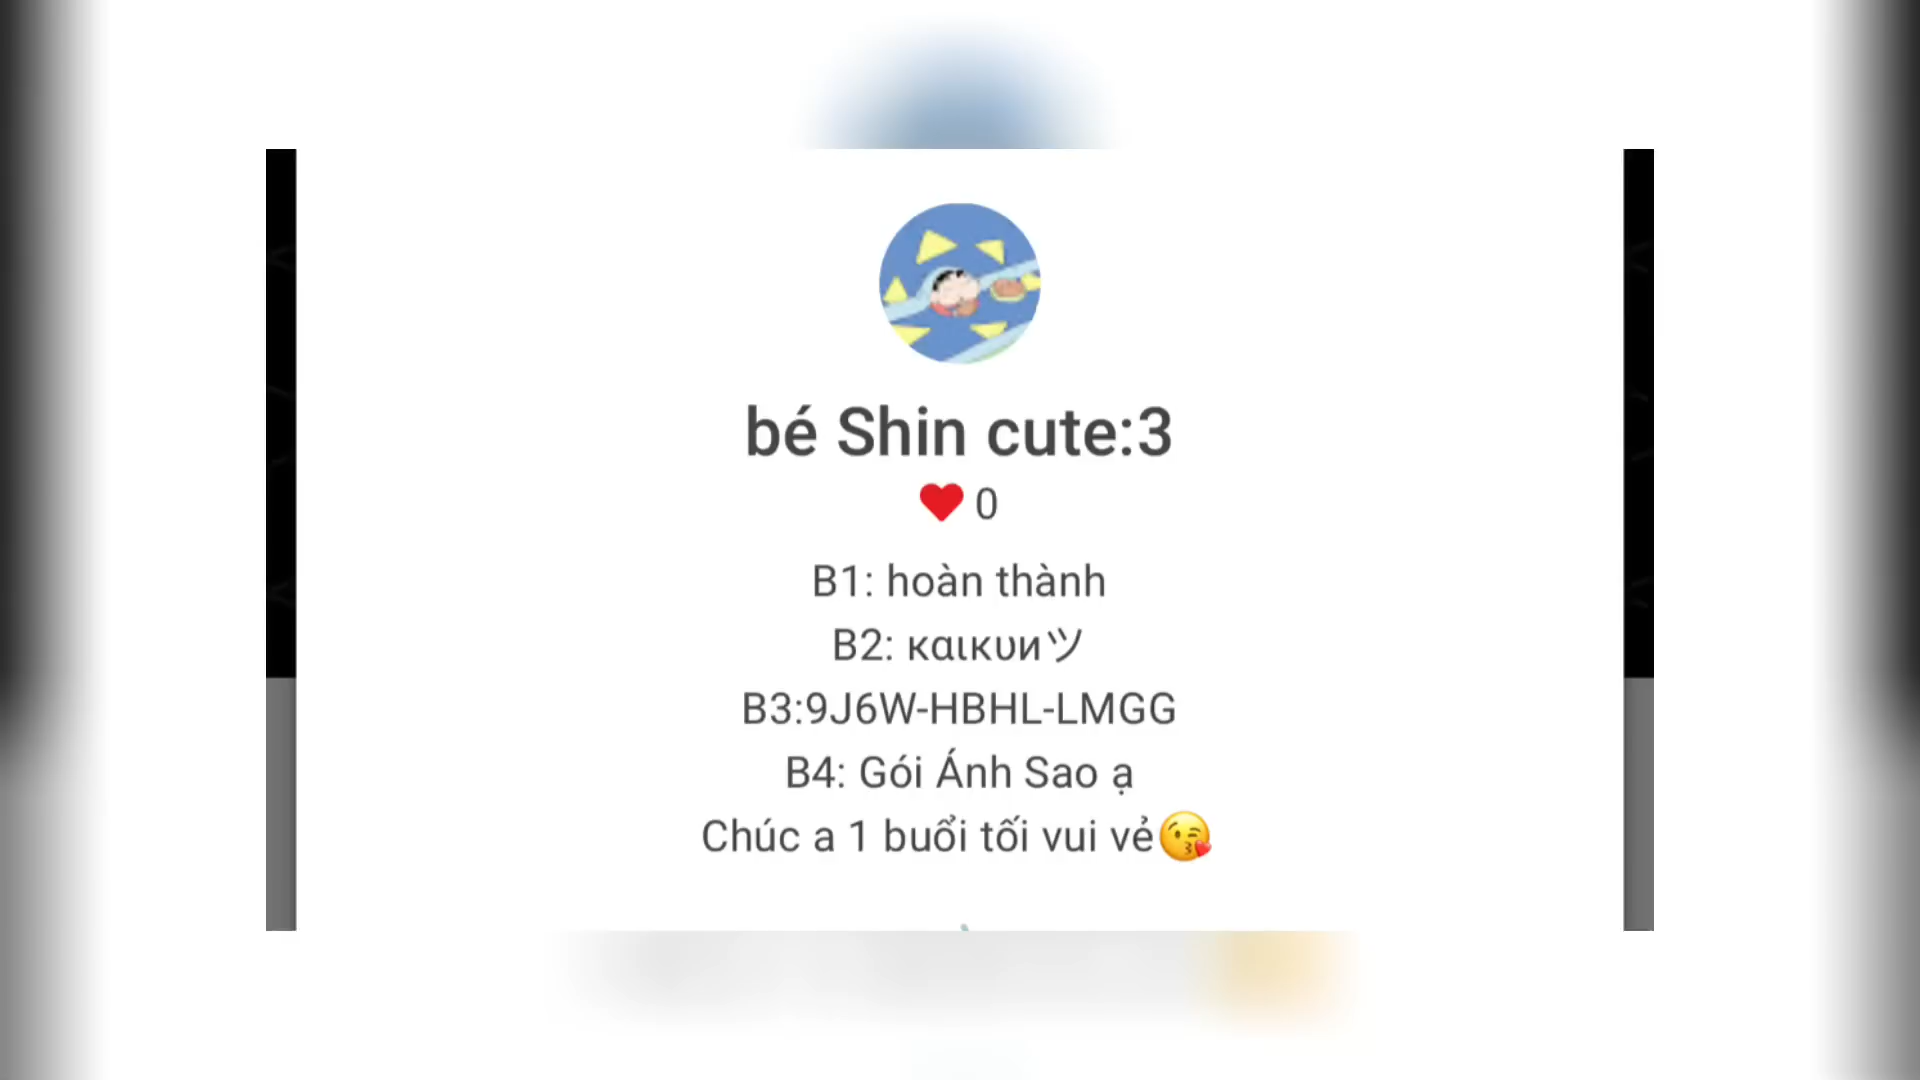 bé Shin cute:3
❤ 0
B1: hoàn thành
B2: кαικυиツ
B3:9J6W-HBHL-LMGG
B4: Gói Ánh Sao ạ
Chúc a 1 buổi tối vui vẻ😘